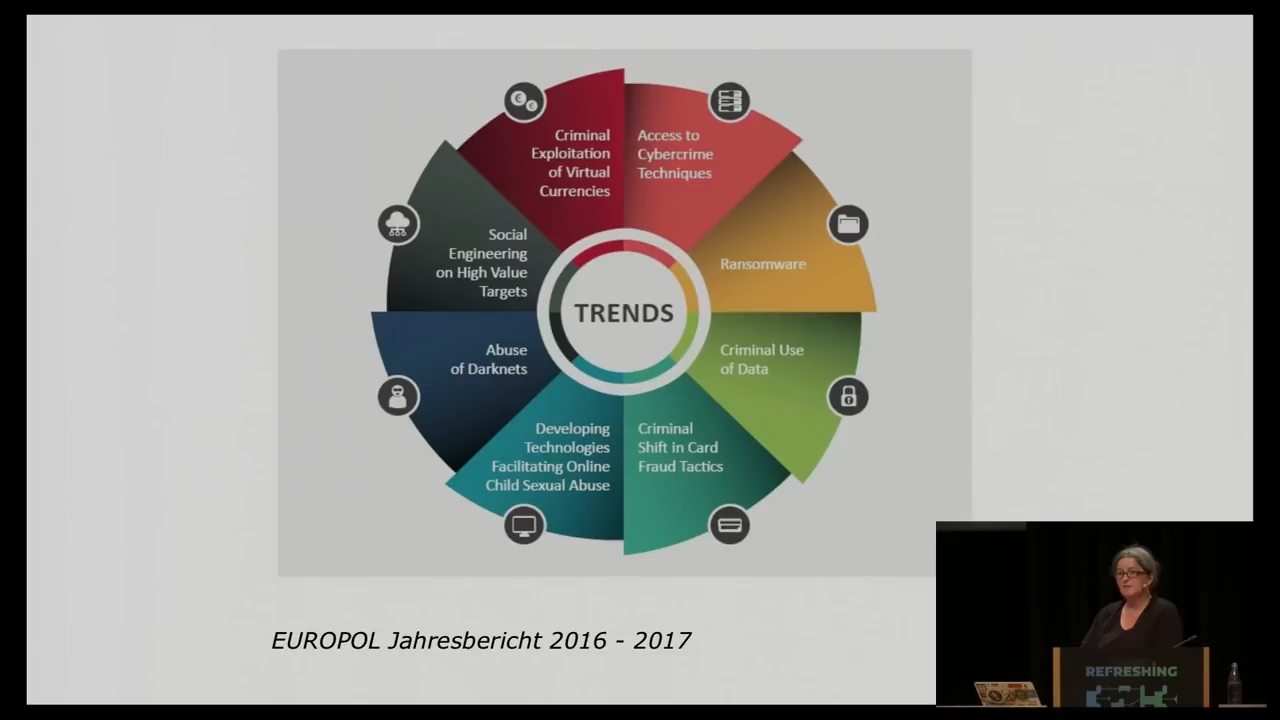 Criminal
Exploitation
of Virtual
Currencies
Access to
Cybercrime
Techniques
Social
Engineering
on High Value
Targets
Ransomware
TRENDS
Abuse
of Darknets
Criminal Use
of Data
Developing
Technologies
Facilitating Online
Child Sexual Abuse
Criminal
Shift in Card
Fraud Tactics
EUROPOL Jahresbericht 2016 - 2017
REFRESHING